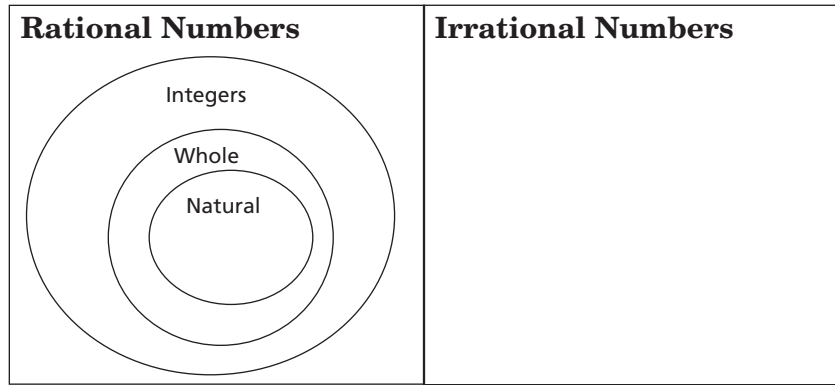 Rational Numbers
Irrational Numbers
Integers
Whole
Natural